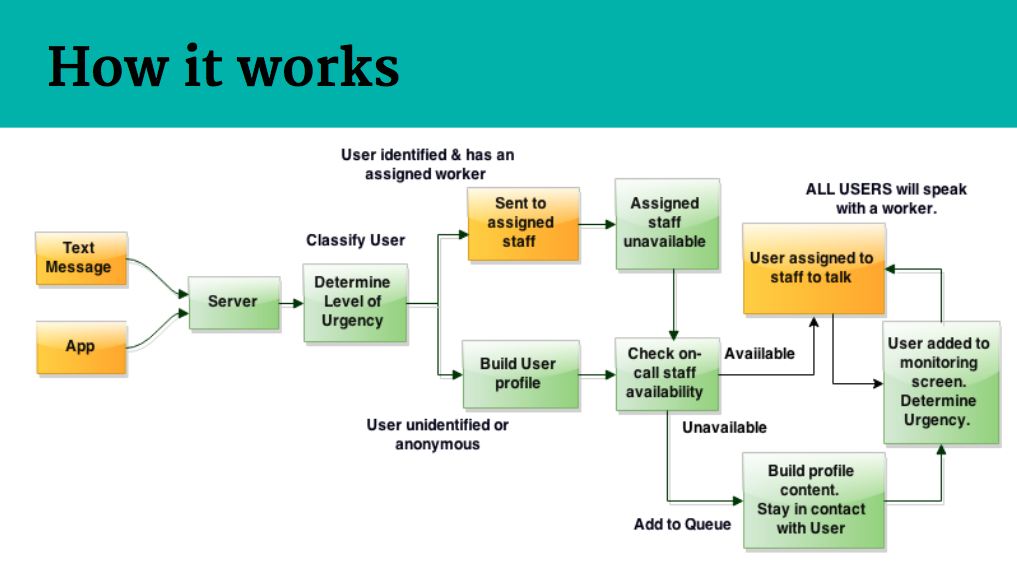 How it works
User identified & has an
assigned worker
Sent to
assigned
staff
Assigned
staff
unavailable
ALL USERS will speak
with a worker.
Text
Message
Classify User
User assigned to
staff to talk
Server
Determine
Level of
Urgency
App
Build User
profile
Check on-
call staff
availability
Avaiilable
User added to
monitoring
screen.
Determine
Urgency.
User unidentified or
anonymous
Unavailable
Build profile
content.
Stay in contact
with User
Add to Queue